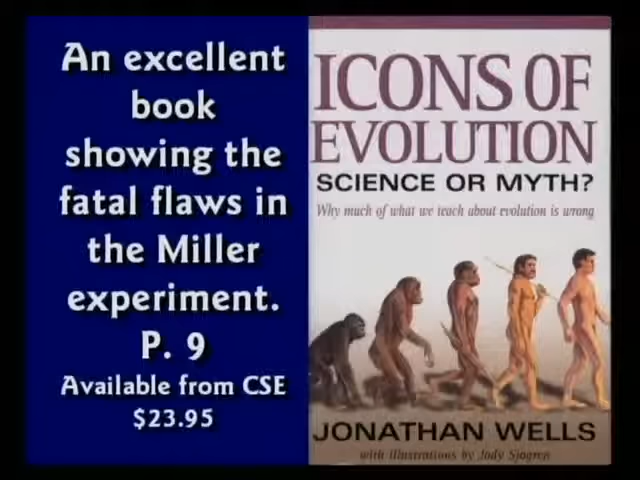 An excellent
book
showing the
fatal flaws in
the Miller
experiment.
P. 9
Available from CSE
$23.95
ICONS OF
EVOLUTION
SCIENCE OR MYTH?
Why much of what we teach about evolution is wrong
JONATHAN WELLS
with illustrations by Jody Sjogren